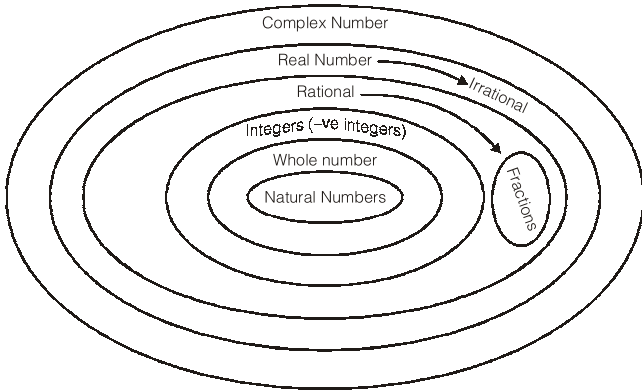 Complex Number
Real Number
Irrational
Rational
Integers (–ve integers)
Whole number
Natural Numbers
Fractions